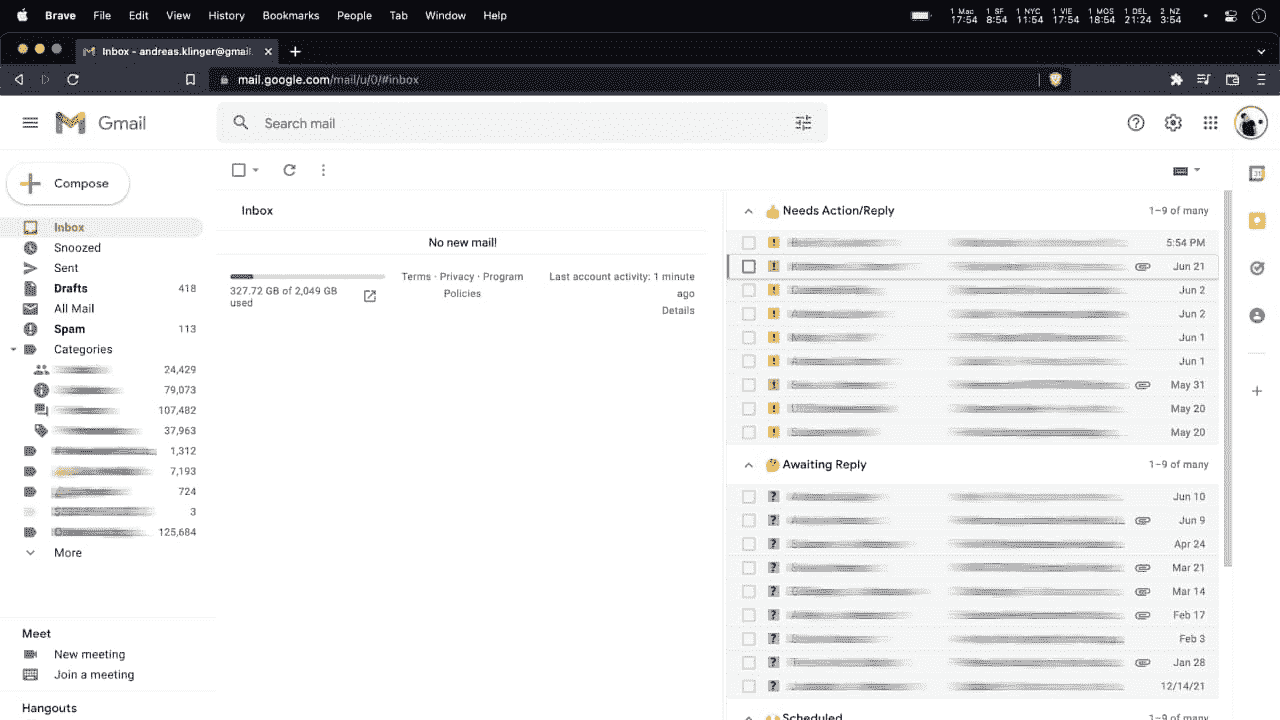 Brave File Edit View History Bookmarks People Tab Window Help
1 Mac 1 SF 1 NYC 1 VIE 1 MGS 1 DEL 2 NZ
17:54 8:54 11:54 17:54 18:54 21:24 3:54
Inbox - andreas.klinger@gmail
mail.google.com/mail/u/0/#inbox
Gmail
Search mail
Compose
Inbox
Snoozed
Sent
Drafts 418
All Mail
Spam 113
Categories
24,429
79,073
107,482
37,963
1,312
7,193
724
3
125,684
More
Meet
New meeting
Join a meeting
Hangouts
Inbox
No new mail!
327.72 GB of 2,049 GB
used
Terms · Privacy · Program
Policies
Last account activity: 1 minute
ago
Details
Needs Action/Reply 1–9 of many
5:54 PM
Jun 21
Jun 2
Jun 2
Jun 1
Jun 1
May 31
May 20
May 20
Awaiting Reply 1–9 of many
Jun 10
Jun 9
Apr 24
Mar 21
Mar 14
Feb 17
Feb 3
Jan 28
12/14/21
Scheduled 1–9 of many